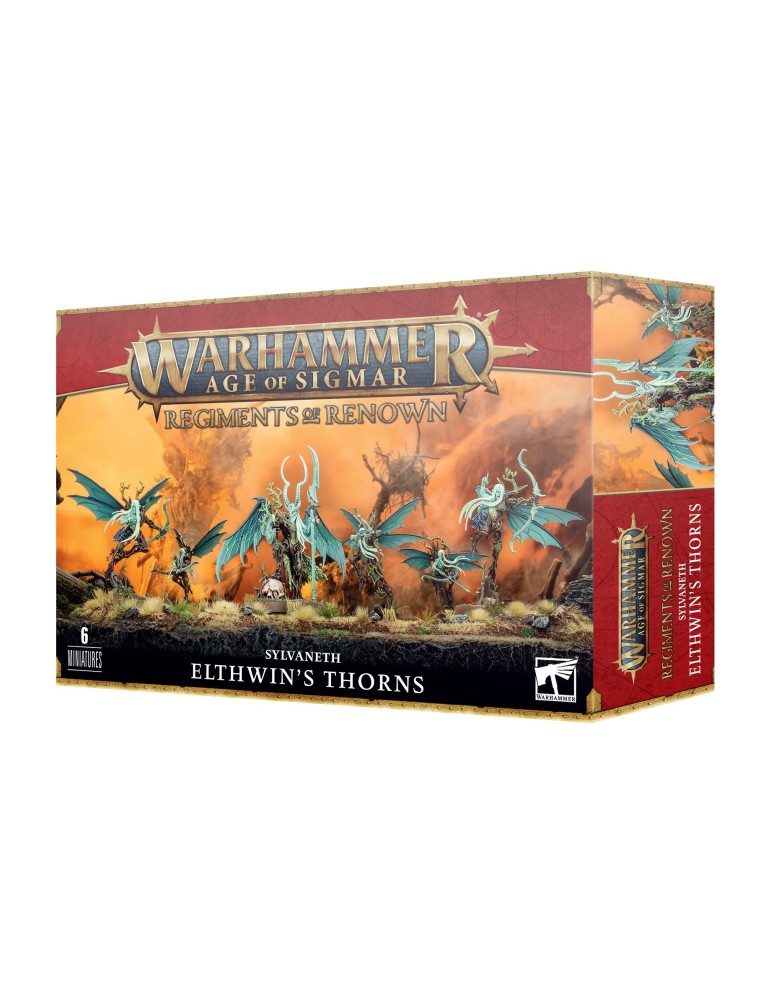 WARHAMMER
AGE OF SIGMAR
REGIMENTS OF RENOWN
6
MINIATURES
SYLVANETH
ELTHWIN'S THORNS
WARHAMMER
WARHAMMER
AGE OF SIGMAR
REGIMENTS OF RENOWN
SYLVANETH
ELTHWIN'S THORNS